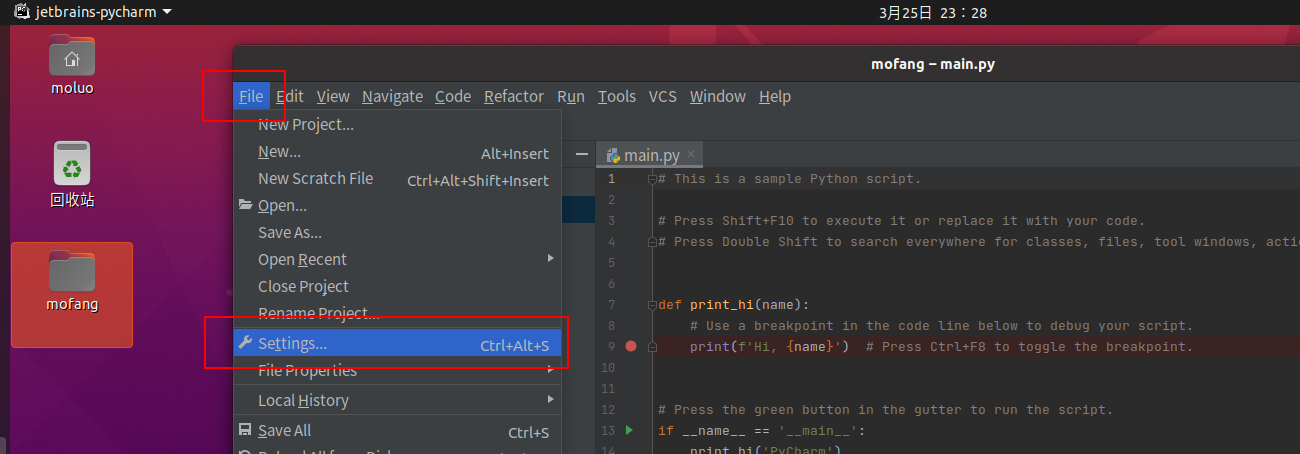 jetbrains-pycharm
3月25日 23：28
moluo
回收站
mofang
mofang – main.py
File Edit View Navigate Code Refactor Run Tools VCS Window Help
New Project...
New... Alt+Insert
New Scratch File Ctrl+Alt+Shift+Insert
Open...
Save As...
Open Recent
Close Project
Rename Project...
Settings... Ctrl+Alt+S
File Properties
Local History
Save All Ctrl+S
main.py
1 # This is a sample Python script.
2
3 # Press Shift+F10 to execute it or replace it with your code.
4 # Press Double Shift to search everywhere for classes, files, tool windows, acti
5
6
7 def print_hi(name):
8 # Use a breakpoint in the code line below to debug your script.
9 print(f'Hi, {name}') # Press Ctrl+F8 to toggle the breakpoint.
10
11
12 # Press the green button in the gutter to run the script.
13 if __name__ == '__main__':
14 print_hi('PyCharm')